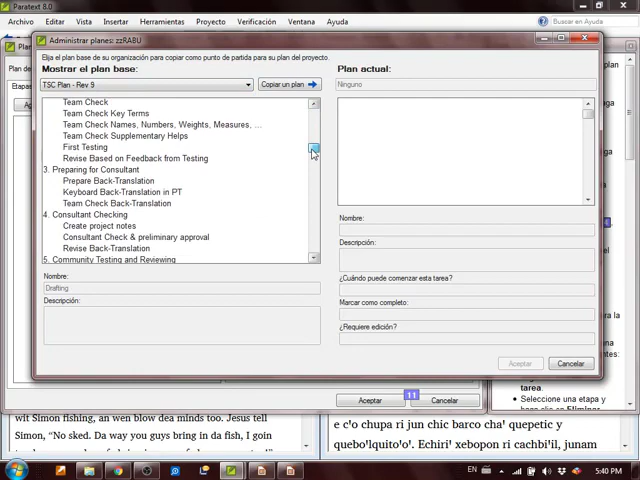 Paratext 8.0
Archivo Editar Vista Insertar Herramientas Proyecto Verificación Ventana Ayuda
Buscar en Paratext
Administrar planes: zzRABU
Elija el plan base de su organización para copiar como punto de partida para su plan del proyecto.
Mostrar el plan base:
TSC Plan - Rev 9
Copiar un plan
Plan actual:
Ninguno
Team Check
Team Check Key Terms
Team Check Names, Numbers, Weights, Measures, ...
Team Check Supplementary Helps
First Testing
Revise Based on Feedback from Testing
3. Preparing for Consultant
Prepare Back-Translation
Keyboard Back-Translation in PT
Team Check Back-Translation
4. Consultant Checking
Create project notes
Consultant Check & preliminary approval
Revise Back-Translation
5. Community Testing and Reviewing
Nombre:
Drafting
Descripción:
Nombre:
Descripción:
¿Cuándo puede comenzar esta tarea?
Marcar como completo:
¿Requiere edición?
Aceptar Cancelar
Aceptar 11 Cancelar
tarea.
Seleccione una etapa y
haga clic en Eliminar
wit Simon fishing, an wen blow dea minds too. Jesus tell
Simon, “No sked. Da way you guys bring in da fish, I goin
e c'o chupa ri jun chic barco cha' quepetic y
quebo'lquito'o'. Echiri' xebopon ri cachbi'il, junam
EN 5:40 PM